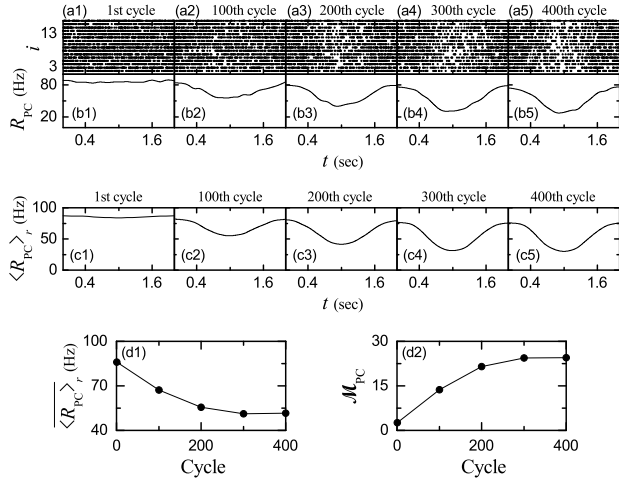 (a1) 1st cycle (a2) 100th cycle (a3) 200th cycle (a4) 300th cycle (a5) 400th cycle
13
i
3
80
R_PC (Hz)
20
(b1) (b2) (b3) (b4) (b5)
0.4 1.6 0.4 1.6 0.4 1.6 0.4 1.6 0.4 1.6
t (sec)
1st cycle 100th cycle 200th cycle 300th cycle 400th cycle
100
50
0
⟨R_PC⟩_r (Hz)
(c1) (c2) (c3) (c4) (c5)
0.4 1.6 0.4 1.6 0.4 1.6 0.4 1.6 0.4 1.6
t (sec)
(d1)
100
70
40
⟨R_PC⟩_r (Hz)
0 200 400
Cycle
(d2)
30
15
0
ℳ_PC
0 200 400
Cycle